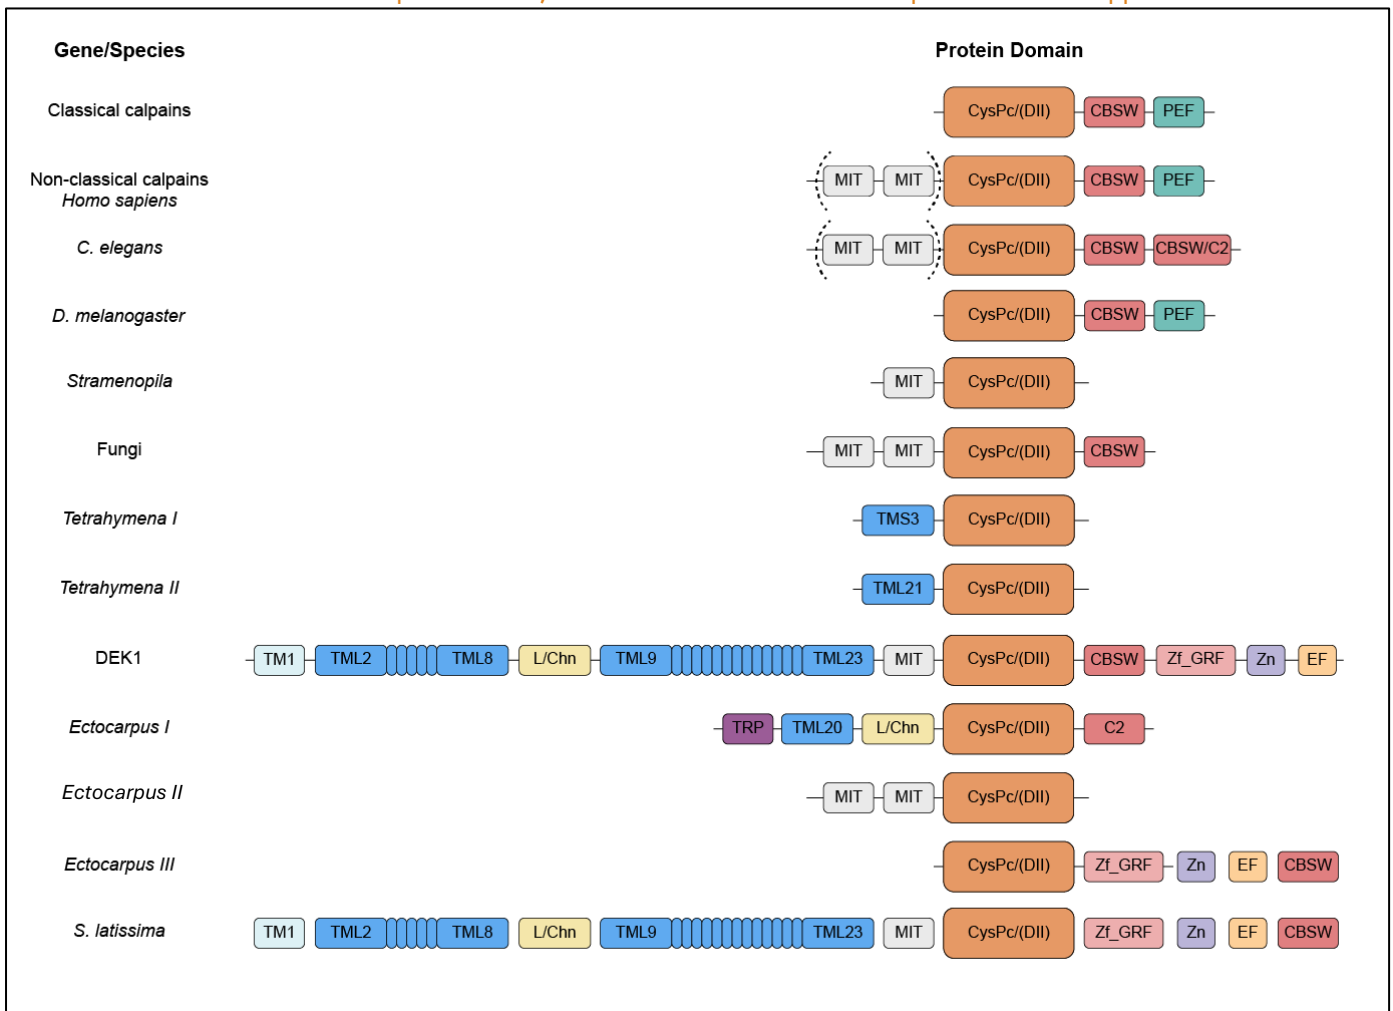 Gene/Species Protein Domain
Classical calpains CysPc/(DII) CBSW PEF
Non-classical calpains
Homo sapiens MIT MIT CysPc/(DII) CBSW PEF
C. elegans MIT MIT CysPc/(DII) CBSW CBSW/C2
D. melanogaster CysPc/(DII) CBSW PEF
Stramenopila MIT CysPc/(DII)
Fungi MIT MIT CysPc/(DII) CBSW
Tetrahymena I TMS3 CysPc/(DII)
Tetrahymena II TML21 CysPc/(DII)
DEK1 TM1 TML2 TML8 L/Chn TML9 TML23 MIT CysPc/(DII) CBSW Zf_GRF Zn EF
Ectocarpus I TRP TML20 L/Chn CysPc/(DII) C2
Ectocarpus II MIT MIT CysPc/(DII)
Ectocarpus III CysPc/(DII) Zf_GRF Zn EF CBSW
S. latissima TM1 TML2 TML8 L/Chn TML9 TML23 MIT CysPc/(DII) Zf_GRF Zn EF CBSW